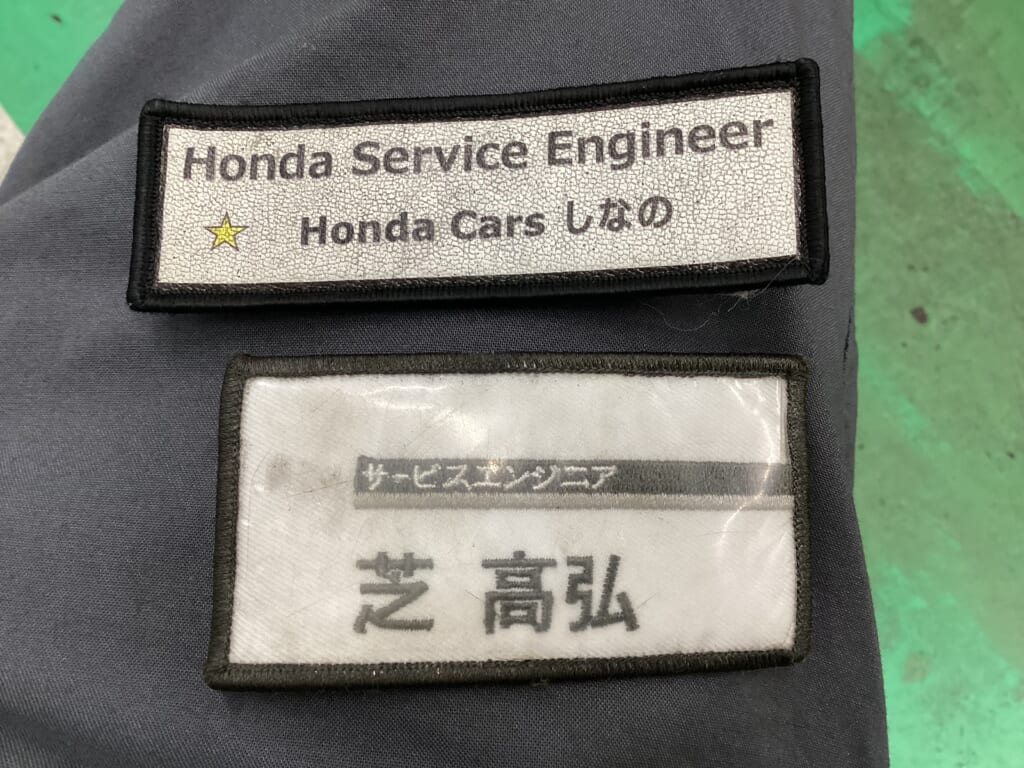 Honda Service Engineer
Honda Cars しなの
サービスエンジニア
芝 高弘